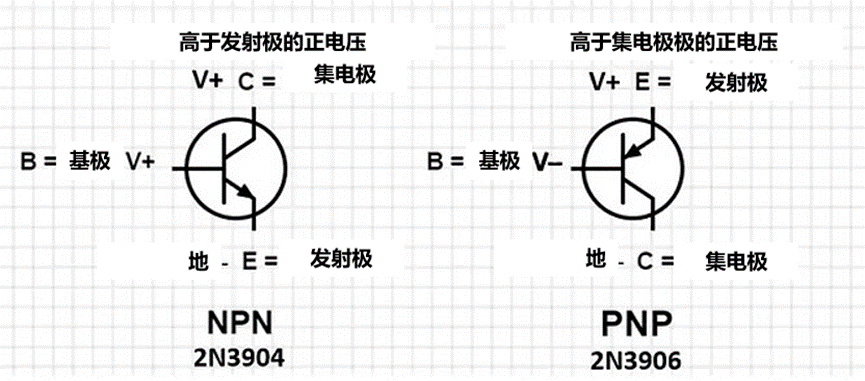 高于发射极的正电压
V+ C = 集电极
B = 基极 V+
地 - E = 发射极
NPN
2N3904
高于集电极极的正电压
V+ E = 发射极
B = 基极 V–
地 - C = 集电极
PNP
2N3906